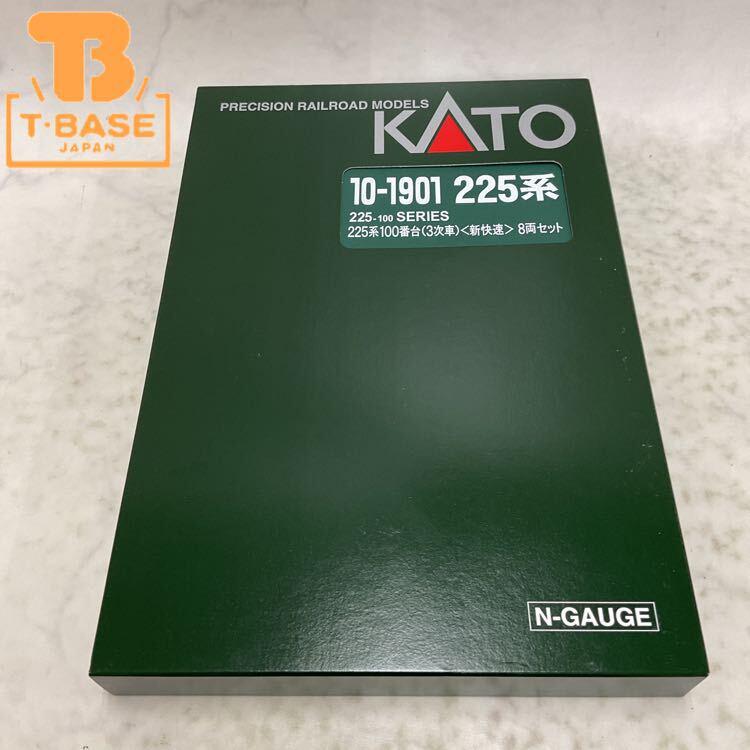 TB
T-BASE
JAPAN
PRECISION RAILROAD MODELS
KATO
10-1901 225系
225-100 SERIES
225系100番台(3次車)<新快速> 8両セット
N-GAUGE